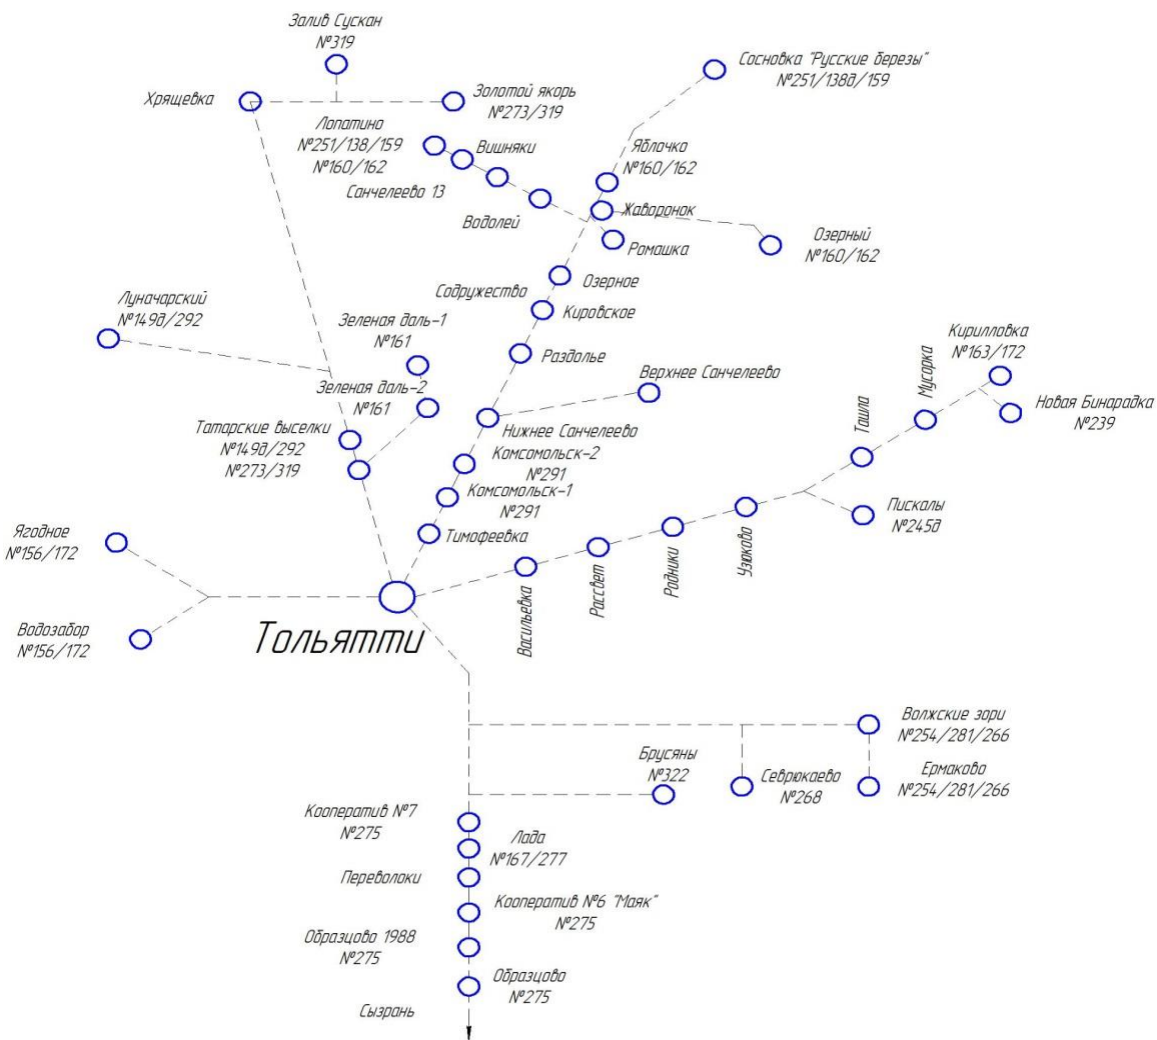 Залив Сускан
№319
Сосновка "Русские березы"
№251/138д/159
Хрящевка
Золотой якорь
№273/319
Лопатино
№251/138/159
№160/162
Вишняки
Яблочко
№160/162
Санчелеево 13
Водолей
Жаворонок
Ромашка
Озерный
№160/162
Содружество
Озерное
Кировское
Луначарский
№149д/292
Зеленая даль-1
№161
Раздолье
Кирилловка
№163/172
Зеленая даль-2
№161
Верхнее Санчелеево
Мусорка
Новая Бинарадка
№239
Татарские выселки
№149д/292
№273/319
Нижнее Санчелеево
Ташла
Комсомольск-2
№291
Комсомольск-1
№291
Пискалы
№245д
Ягодное
№156/172
Тимофеевка
Узюково
Родники
Рассвет
Васильевка
Водозабор
№156/172
Тольятти
Волжские зори
№254/281/266
Брусяны
№322
Севрюкаево
№268
Ермаково
№254/281/266
Кооператив №7
№275
Лада
№167/277
Переволоки
Кооператив №6 "Маяк"
№275
Образцово 1988
№275
Образцово
№275
Сызрань